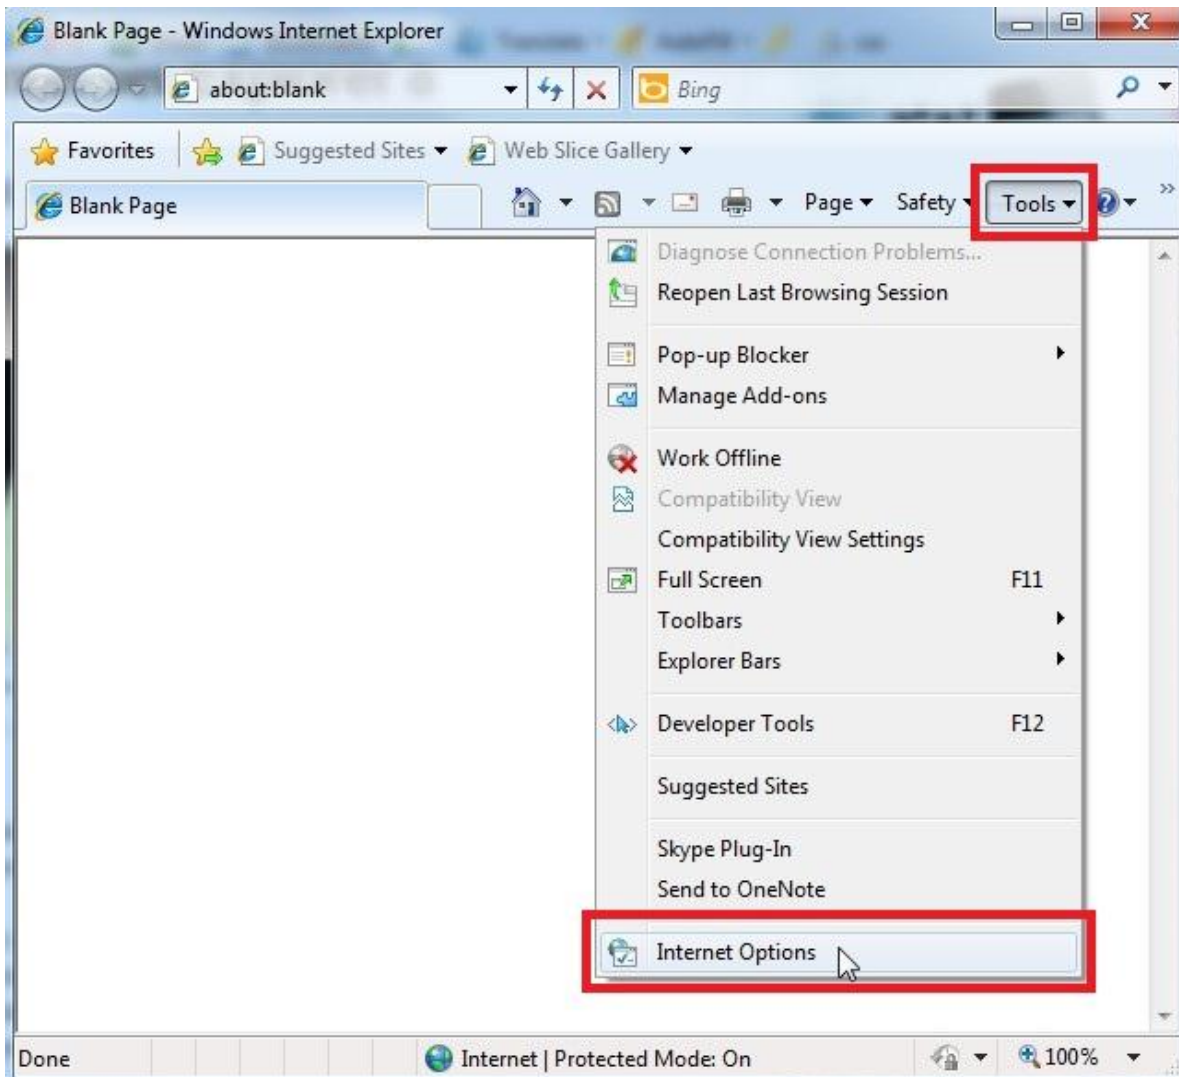 Blank Page - Windows Internet Explorer
about:blank
Bing
Favorites Suggested Sites Web Slice Gallery
Blank Page Page Safety Tools
Diagnose Connection Problems...
Reopen Last Browsing Session
Pop-up Blocker
Manage Add-ons
Work Offline
Compatibility View
Compatibility View Settings
Full Screen F11
Toolbars
Explorer Bars
Developer Tools F12
Suggested Sites
Skype Plug-In
Send to OneNote
Internet Options
Done Internet | Protected Mode: On 100%